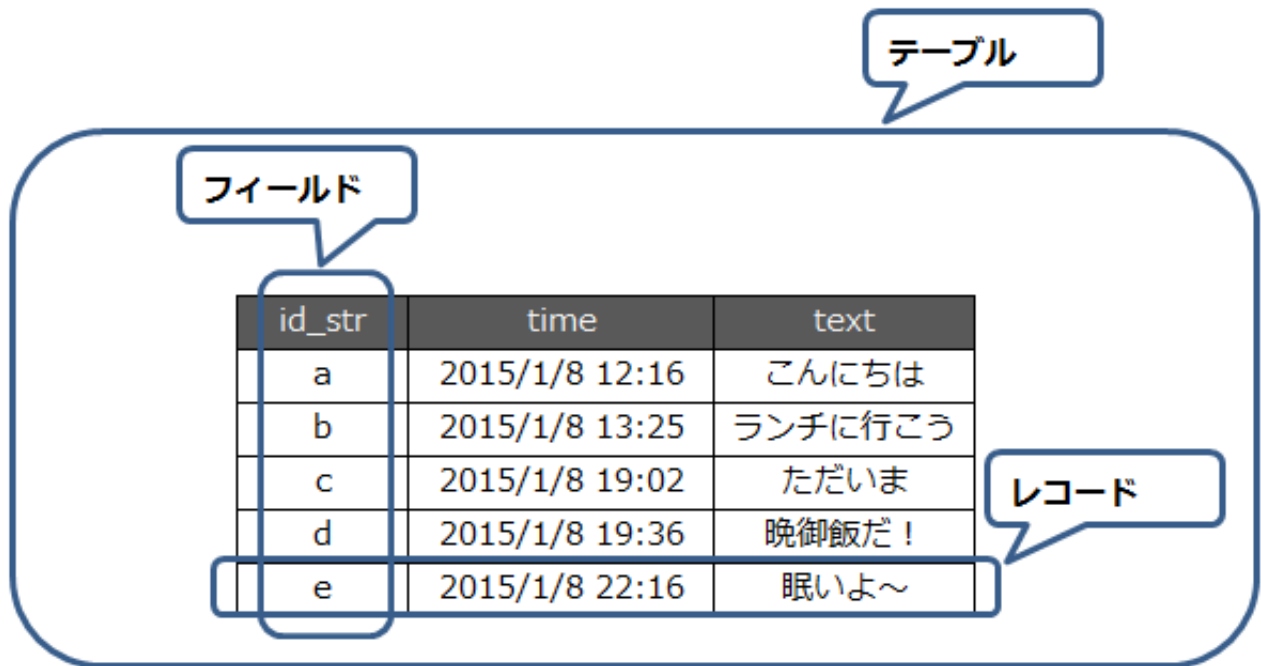 テーブル
フィールド
id_str time text
a 2015/1/8 12:16 こんにちは
b 2015/1/8 13:25 ランチに行こう
c 2015/1/8 19:02 ただいま
レコード
d 2015/1/8 19:36 晩御飯だ！
e 2015/1/8 22:16 眠いよ～